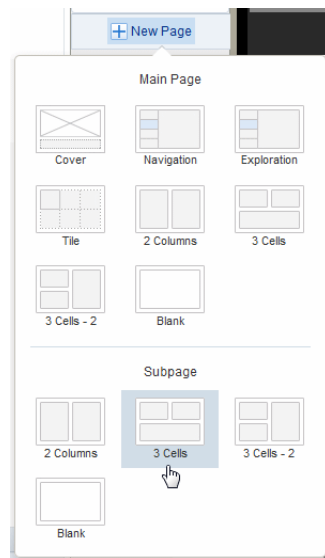 New Page
Main Page
Cover Navigation Exploration
Tile 2 Columns 3 Cells
3 Cells - 2 Blank
Subpage
2 Columns 3 Cells 3 Cells - 2
Blank